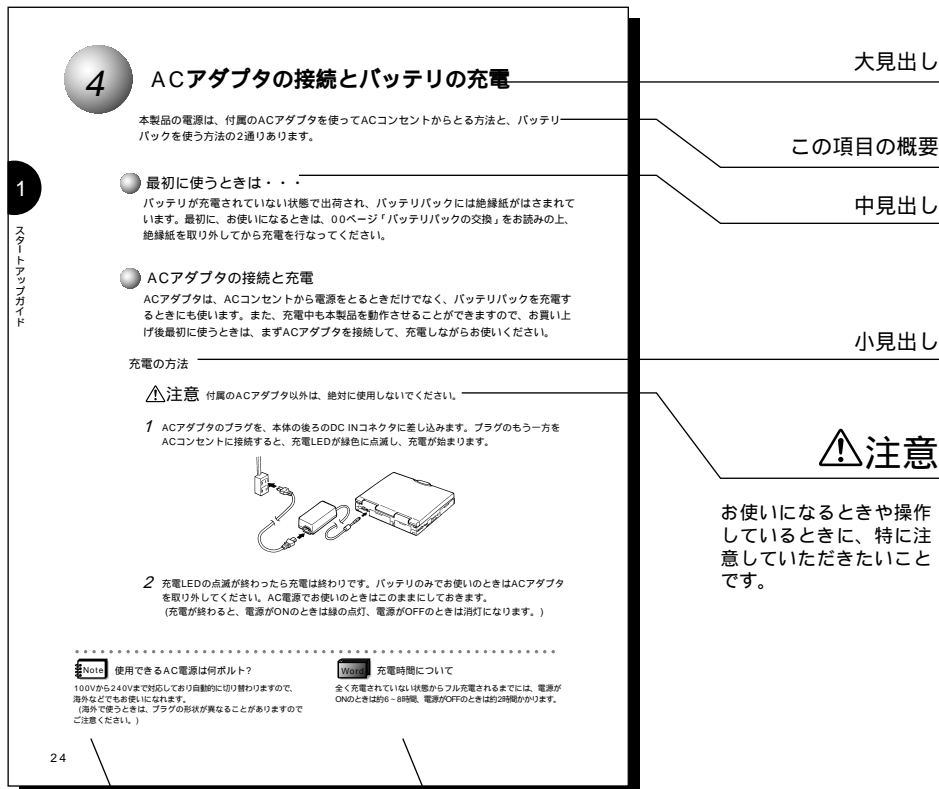 4
ACアダプタの接続とバッテリの充電
本製品の電源は、付属のACアダプタを使ってACコンセントからとる方法と、バッテリ
パックを使う方法の2通りあります。
1
スタートアップガイド
最初に使うときは・・・
バッテリが充電されていない状態で出荷され、バッテリパックには絶縁紙がはさまれて
います。最初に、お使いになるときは、00ページ「バッテリパックの交換」をお読みの上、
絶縁紙を取り外してから充電を行なってください。
ACアダプタの接続と充電
ACアダプタは、ACコンセントから電源をとるときだけでなく、バッテリパックを充電す
るときにも使います。また、充電中も本製品を動作させることができますので、お買い上
げ後最初に使うときは、まずACアダプタを接続して、充電しながらお使いください。
充電の方法
注意 付属のACアダプタ以外は、絶対に使用しないでください。
1 ACアダプタのプラグを、本体の後ろのDC INコネクタに差し込みます。プラグのもう一方を
ACコンセントに接続すると、充電LEDが緑色に点滅し、充電が始まります。
2 充電LEDの点滅が終わったら充電は終わりです。バッテリのみでお使いのときはACアダプタ
を取り外してください。AC電源でお使いのときはこのままにしておきます。
(充電が終わると、電源がONのときは緑の点灯、電源がOFFのときは消灯になります。)
Note 使用できるAC電源は何ボルト?
100Vから240Vまで対応しており自動的に切り替わりますので、
海外などでもお使いになれます。
(海外で使うときは、プラグの形状が異なることがありますので
ご注意ください。)
Word 充電時間について
全く充電されていない状態からフル充電されるまでには、電源が
ONのときは約6~8時間、電源がOFFのときは約2時間かかります。
24
大見出し
この項目の概要
中見出し
小見出し
注意
お使いになるときや操作
しているときに、特に注
意していただきたいこと
です。